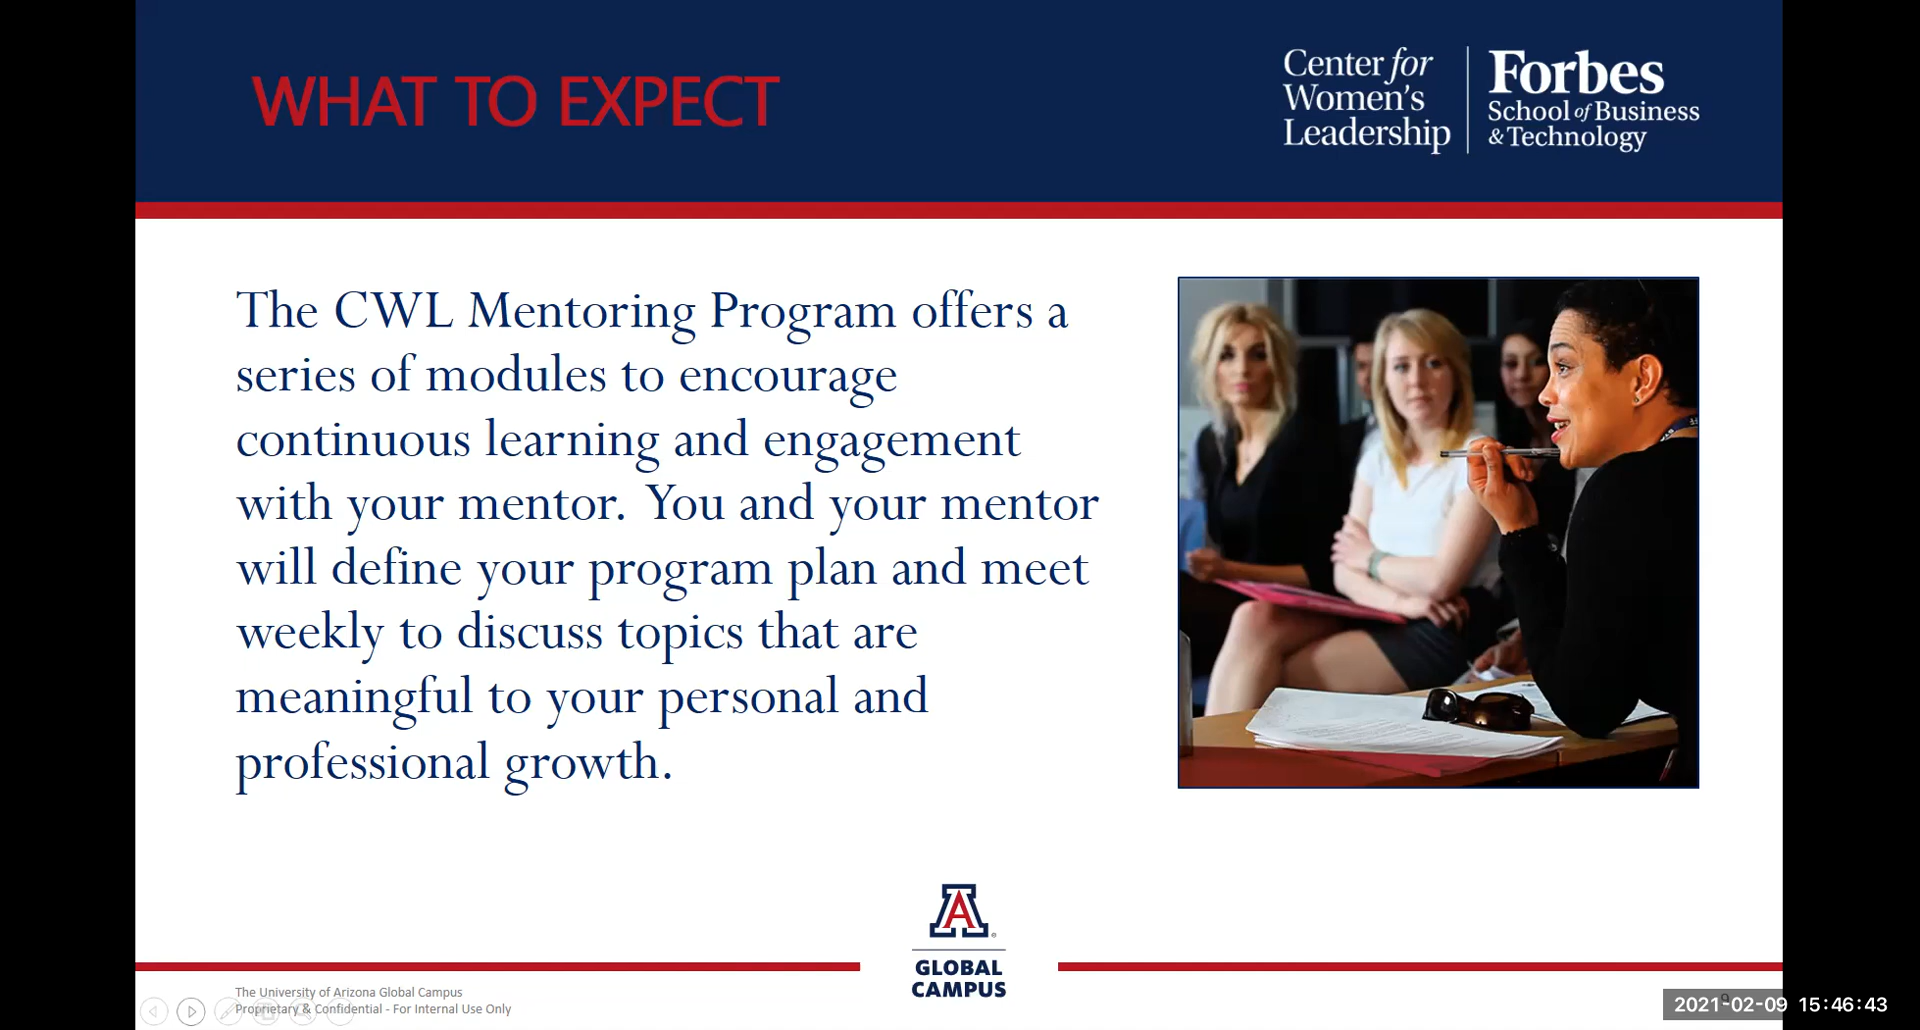 WHAT TO EXPECT
Center for
Women's
Leadership
Forbes
School of Business
& Technology
The CWL Mentoring Program offers a
series of modules to encourage
continuous learning and engagement
with your mentor. You and your mentor
will define your program plan and meet
weekly to discuss topics that are
meaningful to your personal and
professional growth.
A
GLOBAL
CAMPUS
The University of Arizona Global Campus
Proprietary & Confidential - For Internal Use Only
2021-02-09 15:46:43